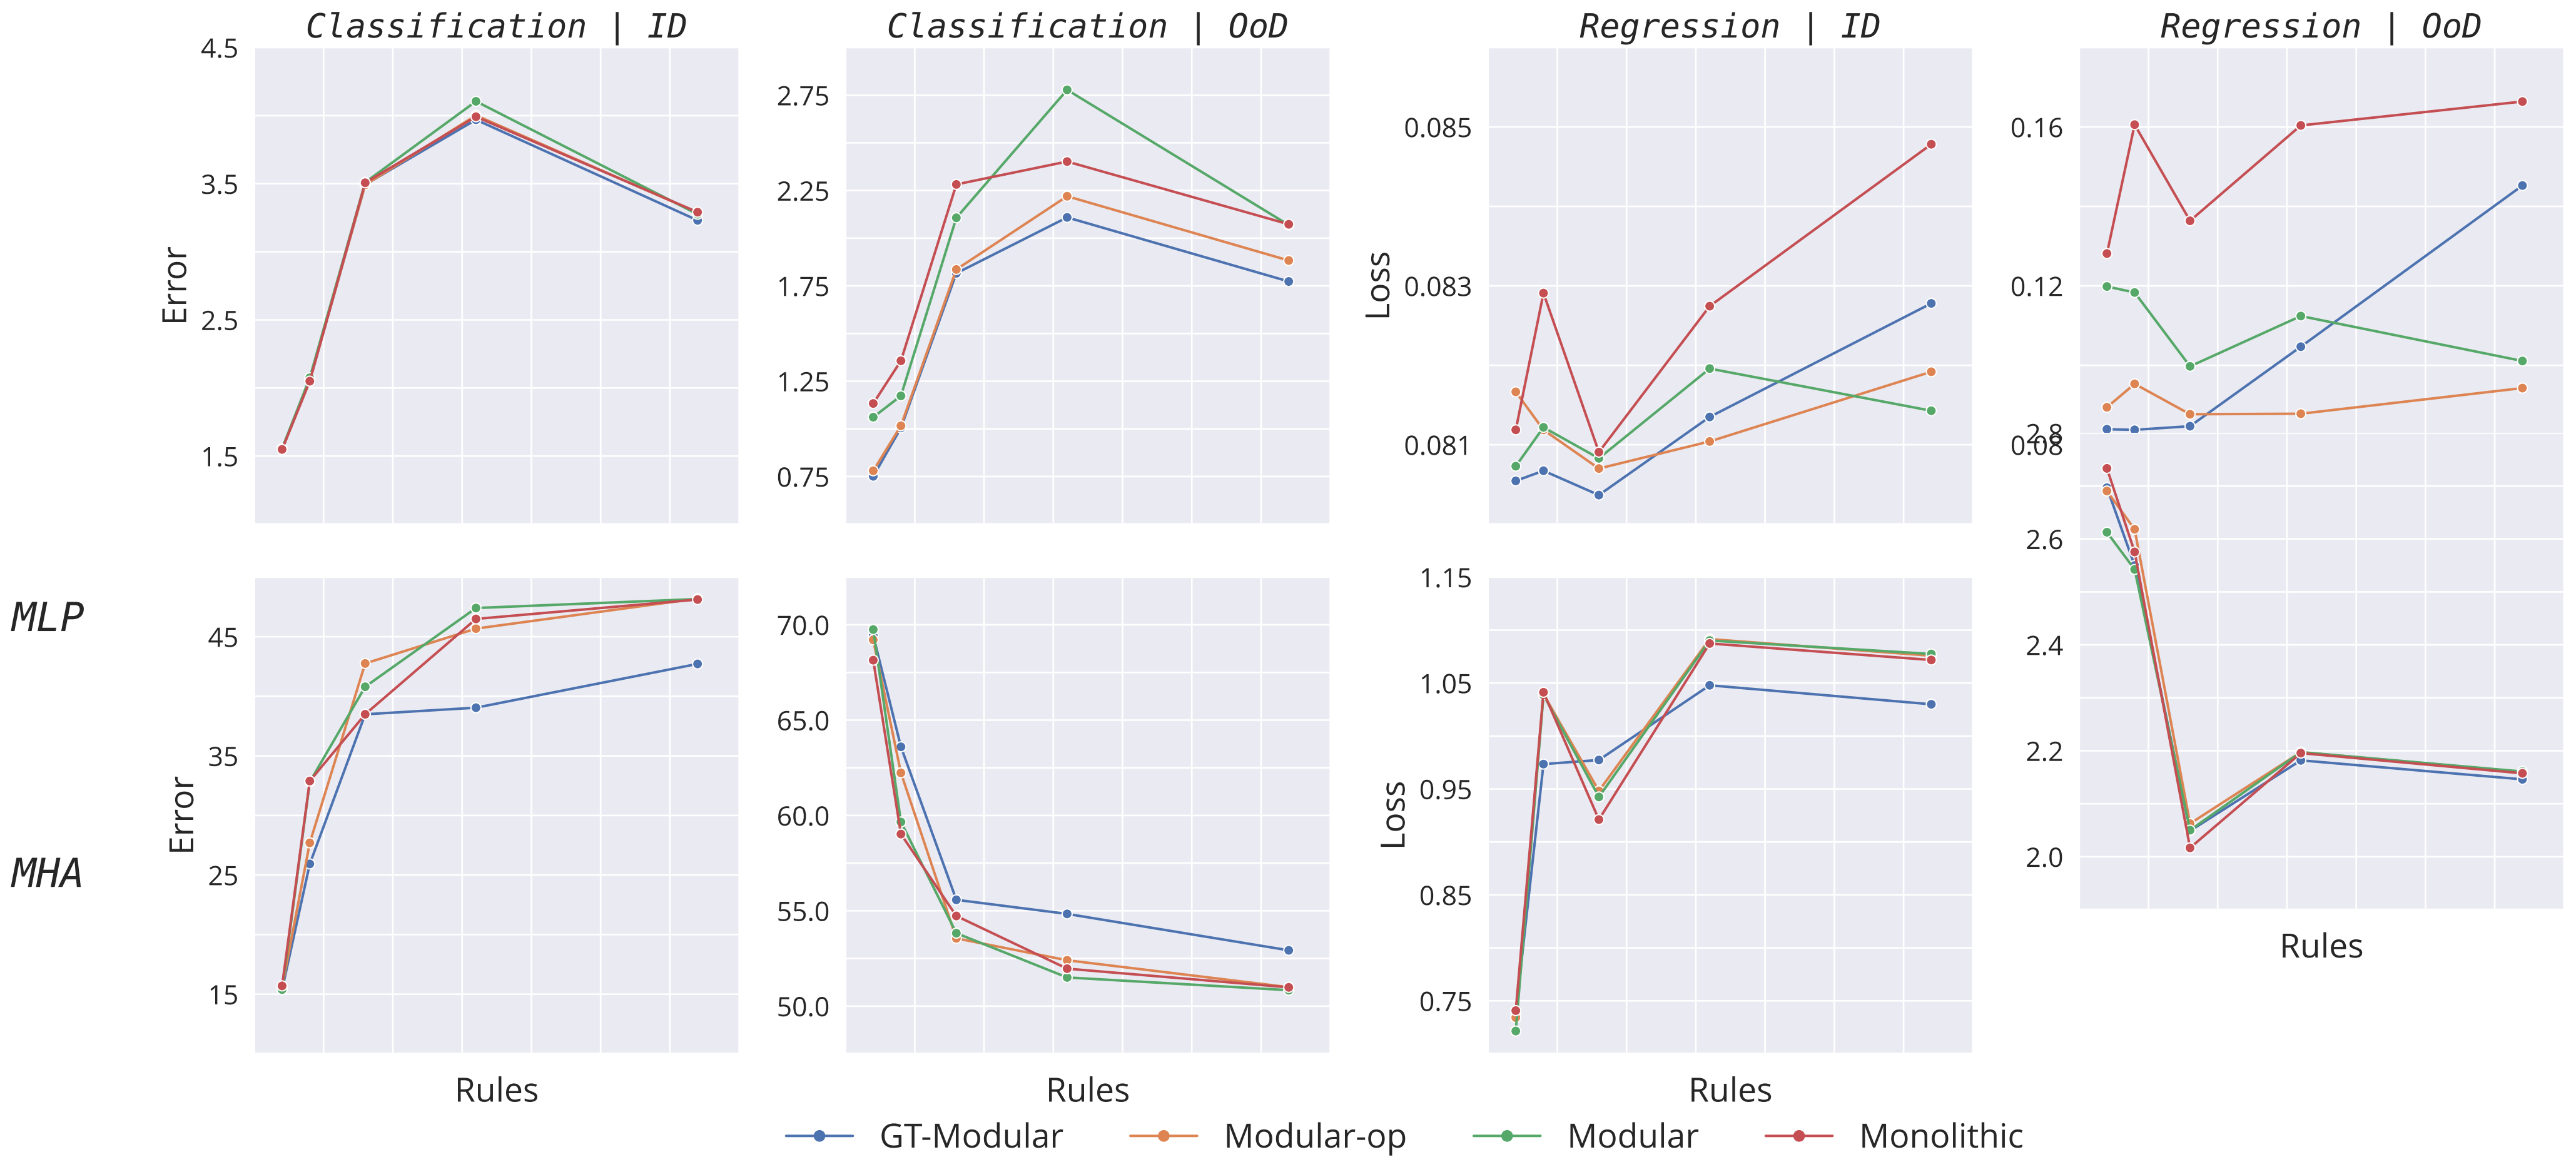 Classification | ID
Classification | OoD
Regression | ID
Regression | OoD
4.5
3.5
2.5
1.5
Error
2.75
2.25
1.75
1.25
0.75
0.085
0.083
0.081
Loss
0.16
0.12
0.08
2.8
2.6
2.4
2.2
2.0
Rules
MLP
MHA
45
35
25
15
Error
Rules
70.0
65.0
60.0
55.0
50.0
Rules
1.15
1.05
0.95
0.85
0.75
Loss
Rules
GT-Modular
Modular-op
Modular
Monolithic